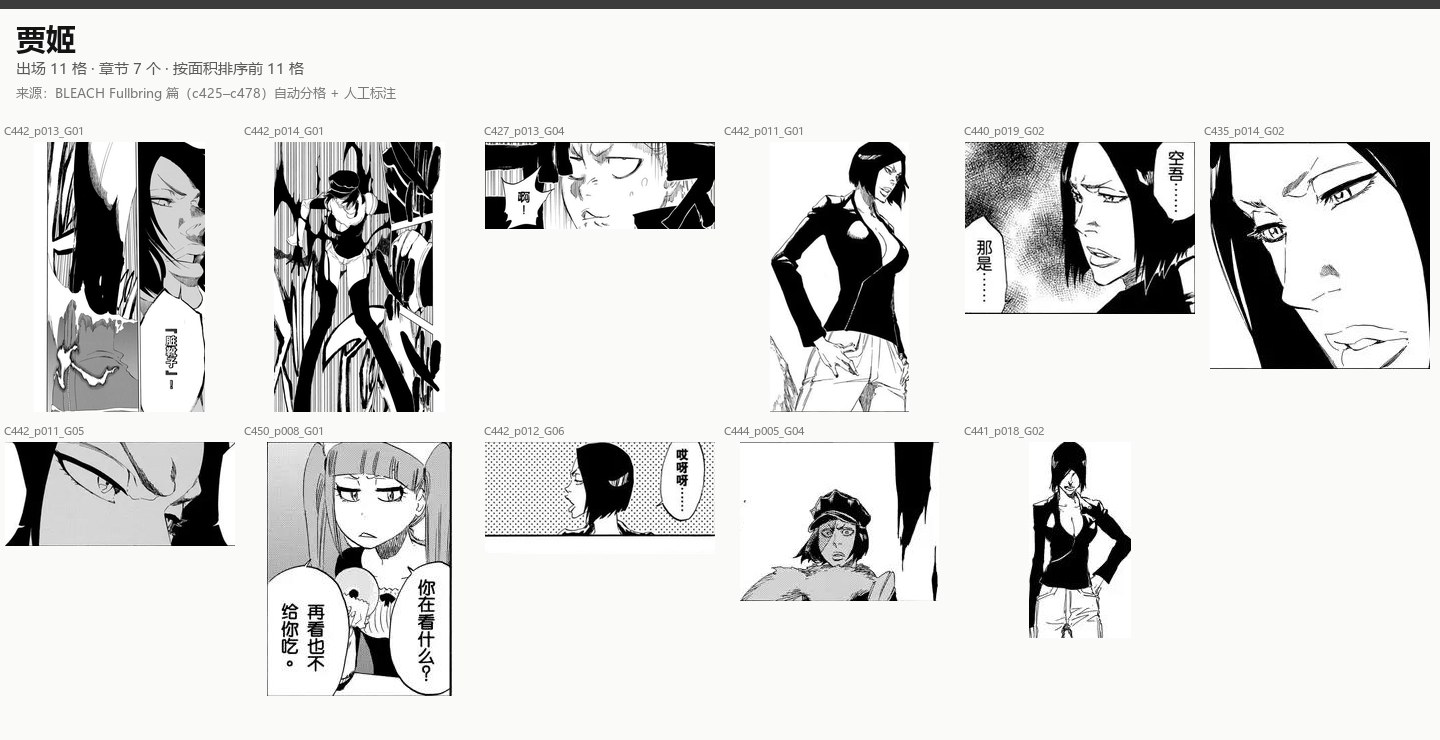 贾姬
出场 11 格 · 章节 7 个 · 按面积排序前 11 格
来源：BLEACH Fullbring 篇（c425–c478）自动分格 + 人工标注
C442_p013_G01
『脏靴子』！
C442_p014_G01
C427_p013_G04
啊！
C442_p011_G01
C440_p019_G02
空吾……
那是……
C435_p014_G02
C442_p011_G05
C450_p008_G01
你在看什么？
再看也不
给你吃。
C442_p012_G06
哎呀呀……
C444_p005_G04
C441_p018_G02